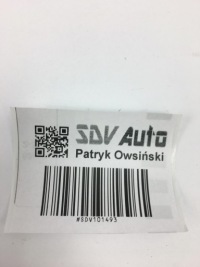 SDV Auto
Patryk Owsiński
#SDV101493